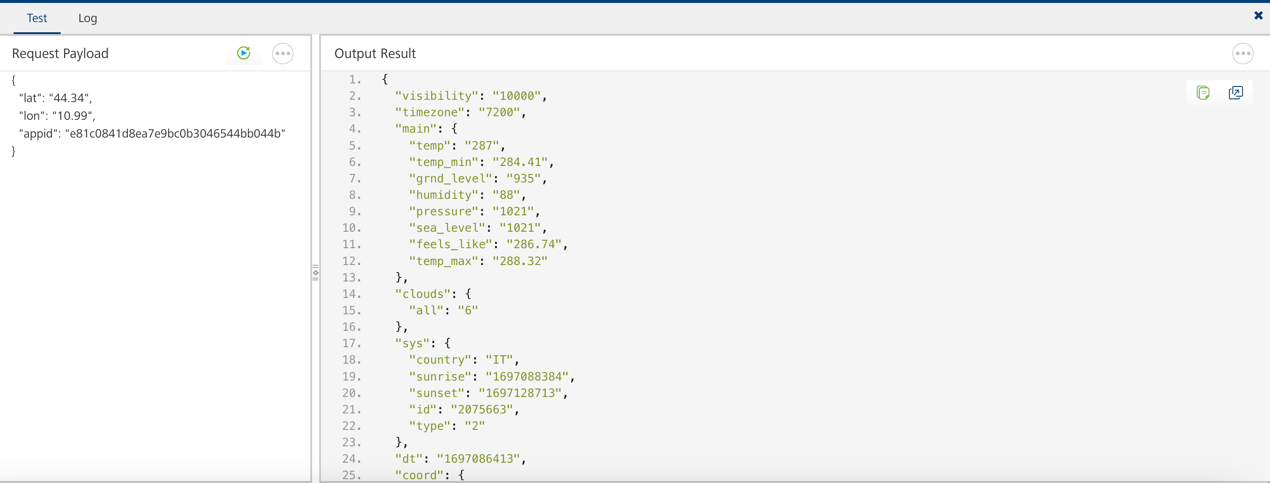 Test Log
Request Payload
{
"lat": "44.34",
"lon": "10.99",
"appid": "e81c0841d8ea7e9bc0b3046544bb044b"
}
Output Result
1. {
2. "visibility": "10000",
3. "timezone": "7200",
4. "main": {
5. "temp": "287",
6. "temp_min": "284.41",
7. "grnd_level": "935",
8. "humidity": "88",
9. "pressure": "1021",
10. "sea_level": "1021",
11. "feels_like": "286.74",
12. "temp_max": "288.32"
13. },
14. "clouds": {
15. "all": "6"
16. },
17. "sys": {
18. "country": "IT",
19. "sunrise": "1697088384",
20. "sunset": "1697128713",
21. "id": "2075663",
22. "type": "2"
23. },
24. "dt": "1697086413",
25. "coord": {